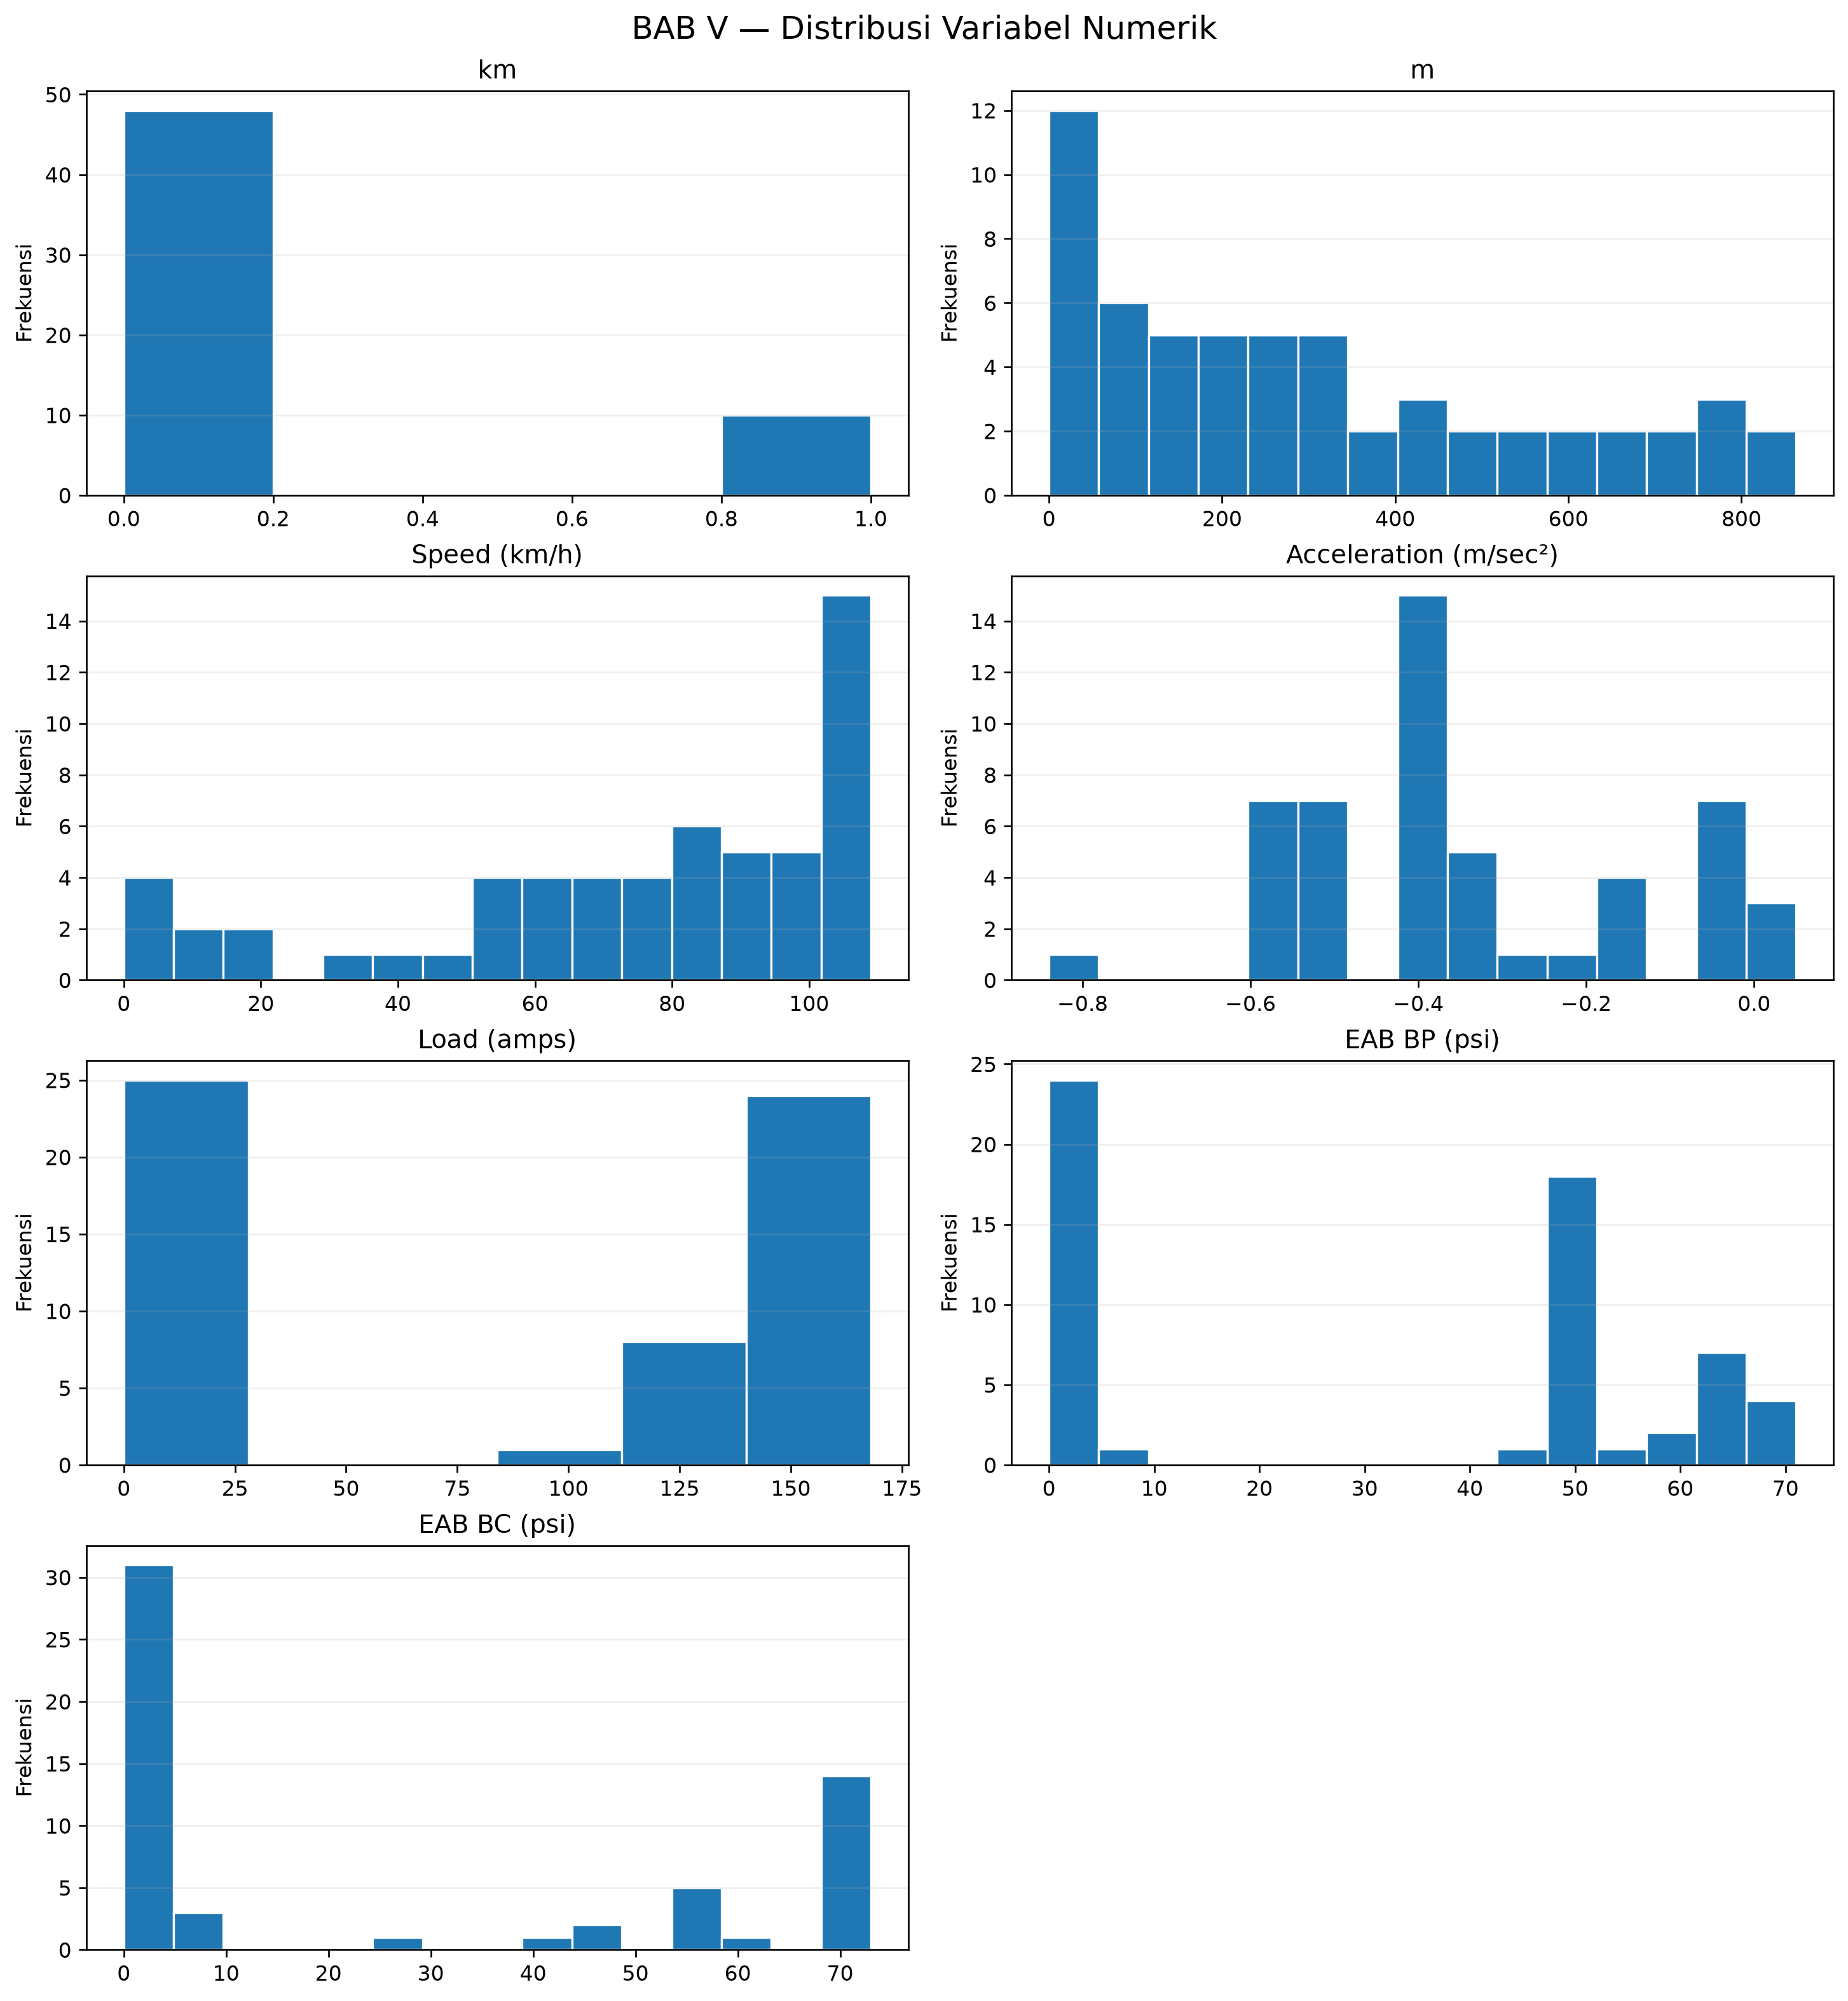 BAB V — Distribusi Variabel Numerik
km
Frekuensi
50
40
30
20
10
0
0.0 0.2 0.4 0.6 0.8 1.0
m
Frekuensi
12
10
8
6
4
2
0
0 200 400 600 800
Speed (km/h)
Frekuensi
14
12
10
8
6
4
2
0
0 20 40 60 80 100
Acceleration (m/sec²)
Frekuensi
14
12
10
8
6
4
2
0
−0.8 −0.6 −0.4 −0.2 0.0
Load (amps)
Frekuensi
25
20
15
10
5
0
0 25 50 75 100 125 150 175
EAB BP (psi)
Frekuensi
25
20
15
10
5
0
0 10 20 30 40 50 60 70
EAB BC (psi)
Frekuensi
30
25
20
15
10
5
0
0 10 20 30 40 50 60 70